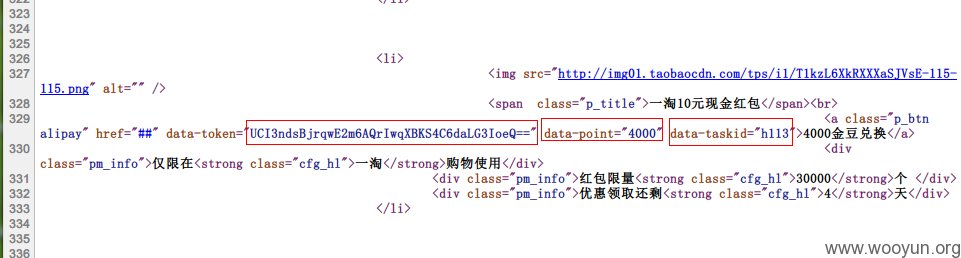 322 </li>
323
324
325
326 <li>
327 <img src="http://img01.taobaocdn.com/tps/i1/T1kzL6XkRXXXaSJVsE-115-
115.png" alt="" />
328 <span class="p_title">一淘10元现金红包</span><br>
329 <a class="p_btn
alipay" href="##" data-token="UCI3ndsBjrqwE2m6AQrIwqXBKS4C6daLG3IoeQ==" data-point="4000" data-taskid="h113">4000金豆兑换</a>
330 <div
class="pm_info">仅限在<strong class="cfg_hl">一淘</strong>购物使用</div>
331 <div class="pm_info">红包限量<strong class="cfg_hl">30000</strong>个 </div>
332 <div class="pm_info">优惠领取还剩<strong class="cfg_hl">4</strong>天</div>
333 </li>
334
335
336
www.wooyun.org